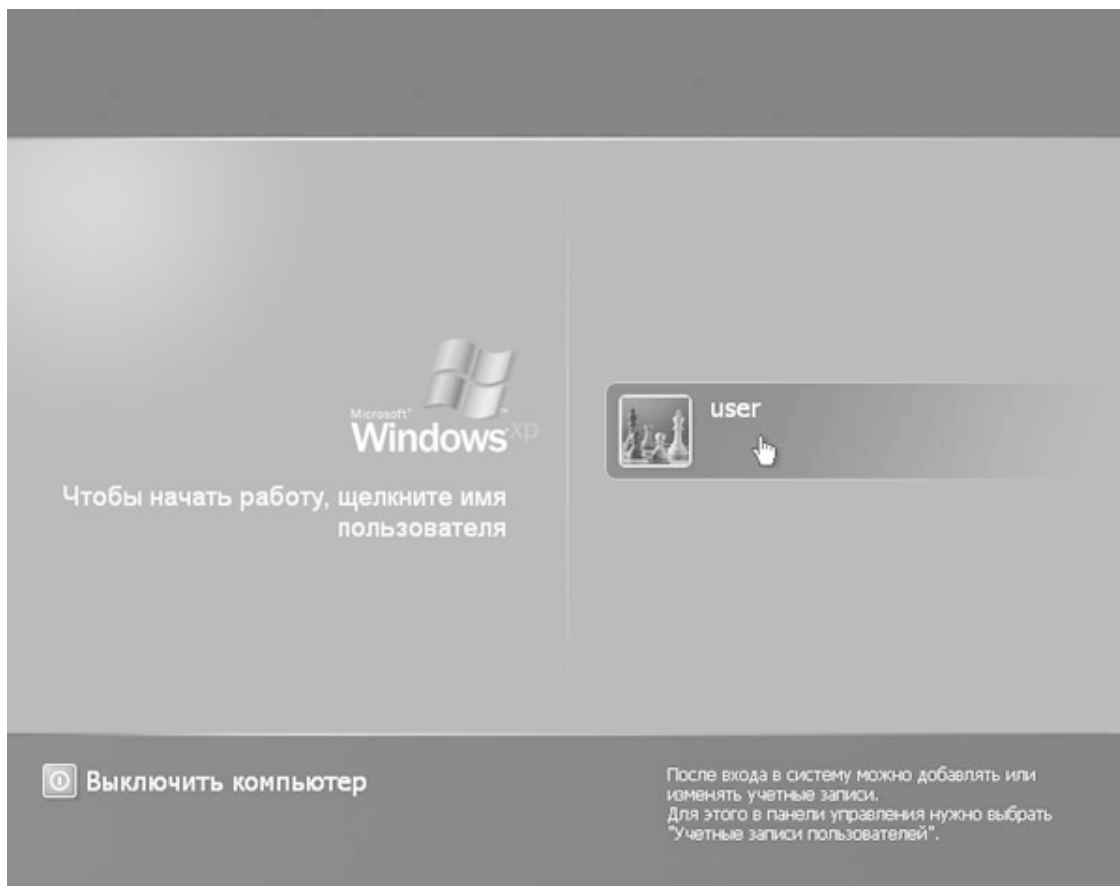 Microsoft®
Windows xp
Чтобы начать работу, щелкните имя
пользователя
user
Выключить компьютер
После входа в систему можно добавлять или
изменять учетные записи.
Для этого в панели управления нужно выбрать
"Учетные записи пользователей".